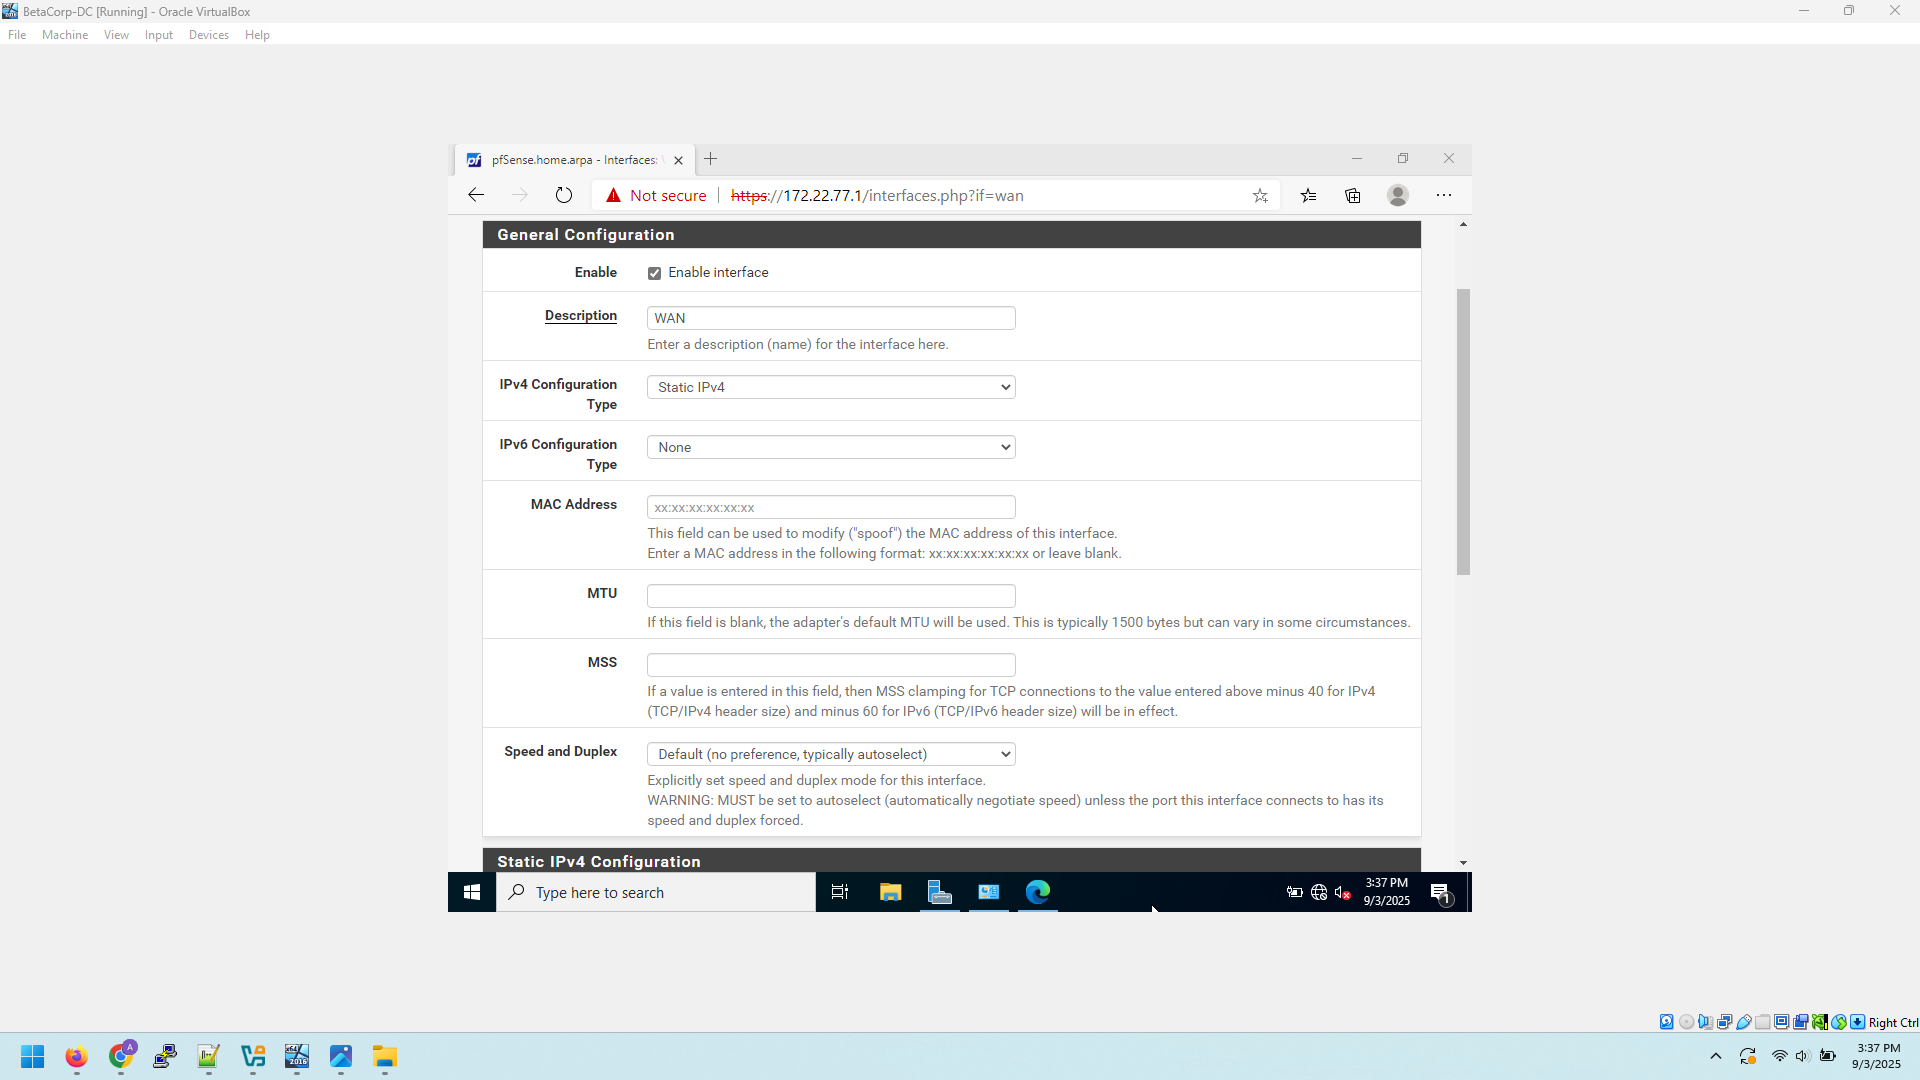 BetaCorp-DC [Running] - Oracle VirtualBox
File Machine View Input Devices Help
pfSense.home.arpa - Interfaces:
Not secure https://172.22.77.1/interfaces.php?if=wan
General Configuration
Enable Enable interface
Description WAN
Enter a description (name) for the interface here.
IPv4 Configuration Type Static IPv4
IPv6 Configuration Type None
MAC Address xx:xx:xx:xx:xx:xx
This field can be used to modify ("spoof") the MAC address of this interface.
Enter a MAC address in the following format: xx:xx:xx:xx:xx:xx or leave blank.
MTU
If this field is blank, the adapter's default MTU will be used. This is typically 1500 bytes but can vary in some circumstances.
MSS
If a value is entered in this field, then MSS clamping for TCP connections to the value entered above minus 40 for IPv4
(TCP/IPv4 header size) and minus 60 for IPv6 (TCP/IPv6 header size) will be in effect.
Speed and Duplex Default (no preference, typically autoselect)
Explicitly set speed and duplex mode for this interface.
WARNING: MUST be set to autoselect (automatically negotiate speed) unless the port this interface connects to has its
speed and duplex forced.
Static IPv4 Configuration
Type here to search
3:37 PM
9/3/2025
1
Right Ctrl
A
2016
3:37 PM
9/3/2025